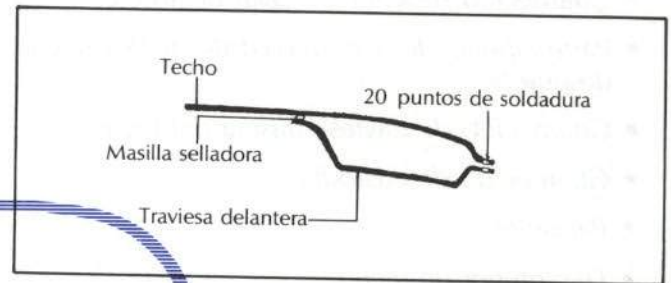 Techo
20 puntos de soldadura
Masilla selladora
Traviesa delantera